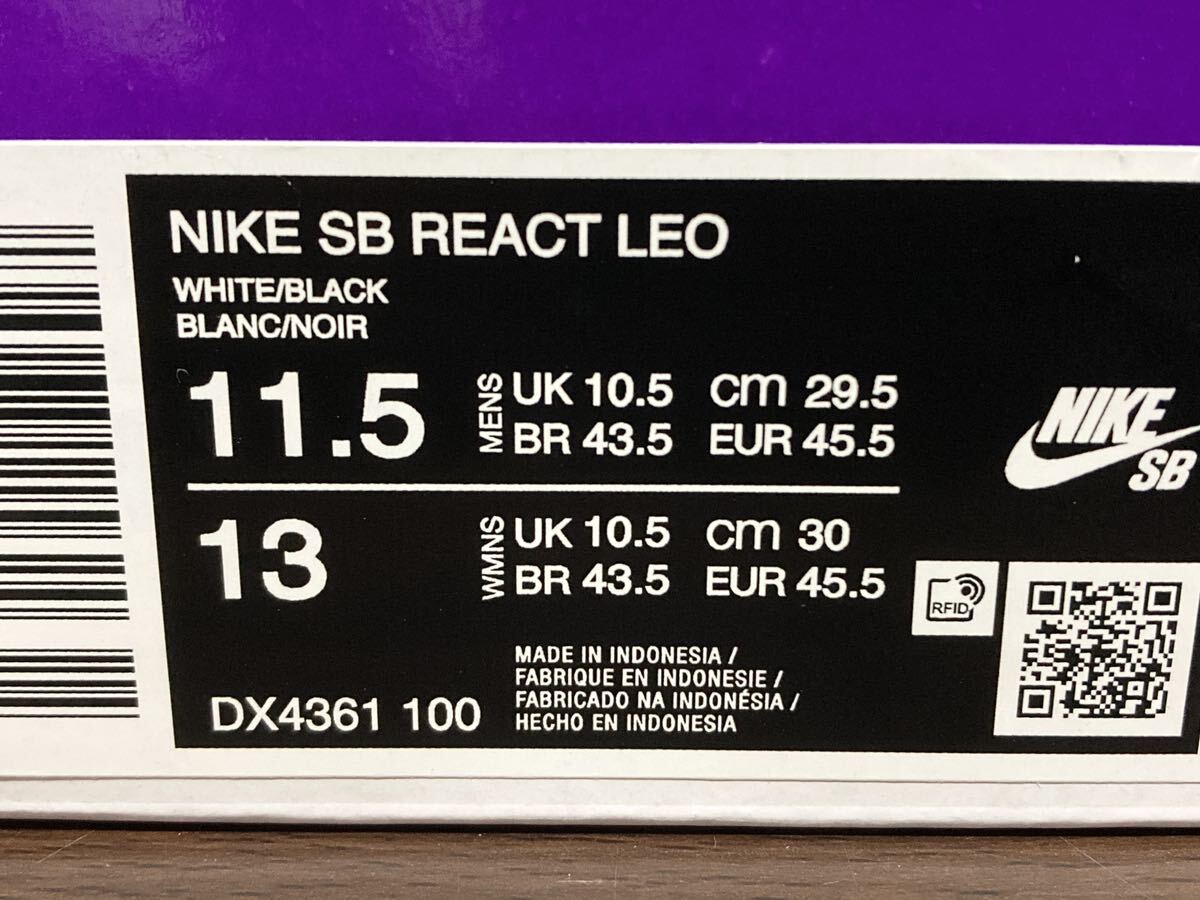 NIKE SB REACT LEO
WHITE/BLACK
BLANC/NOIR
11.5
MENS
UK 10.5 cm 29.5
BR 43.5 EUR 45.5
13
WMNS
UK 10.5 cm 30
BR 43.5 EUR 45.5
NIKE
SB
RFID
MADE IN INDONESIA /
FABRIQUE EN INDONESIE /
FABRICADO NA INDONÉSIA /
HECHO EN INDONESIA
DX4361 100